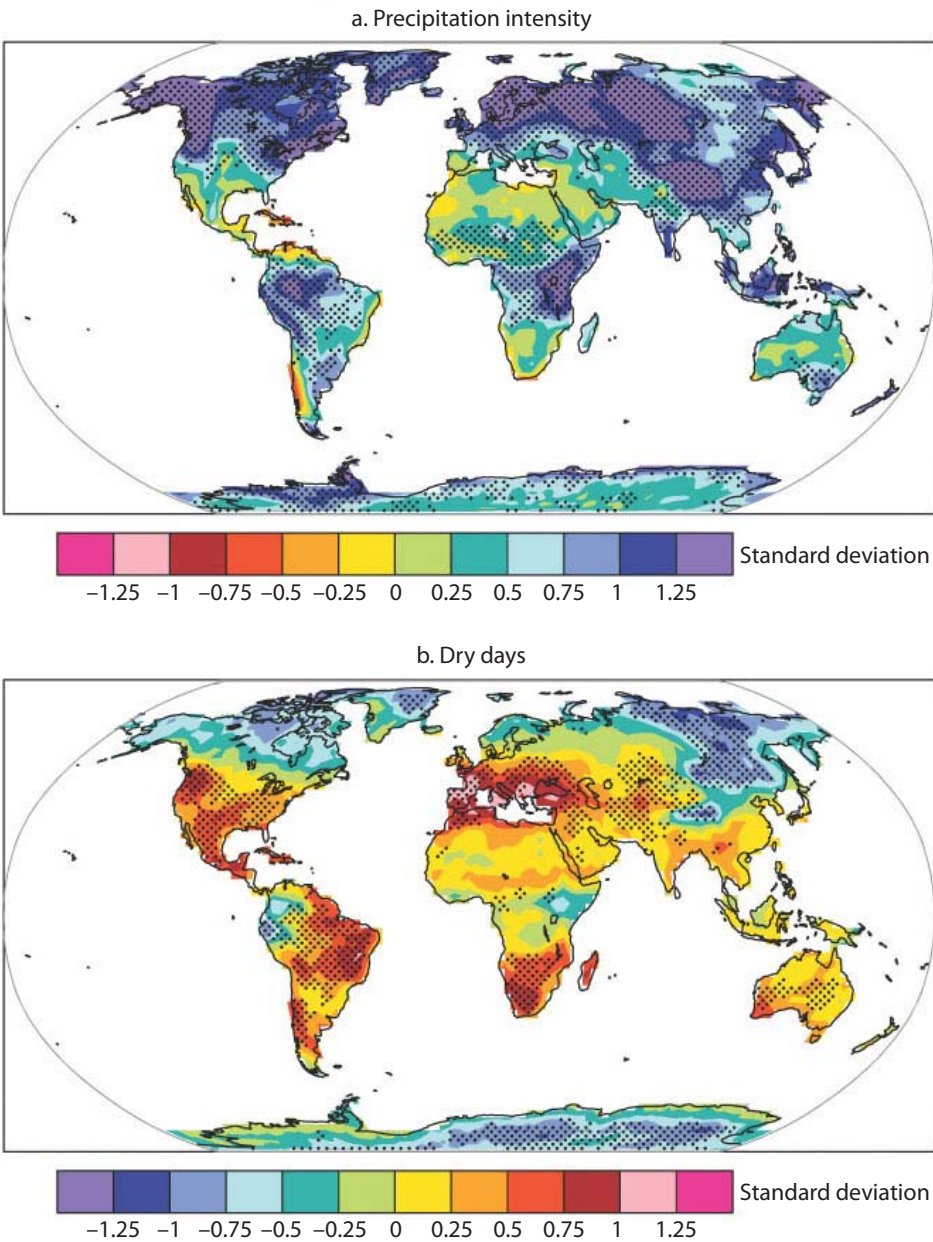 a. Precipitation intensity
Standard deviation
–1.25 –1 –0.75 –0.5 –0.25 0 0.25 0.5 0.75 1 1.25
b. Dry days
Standard deviation
–1.25 –1 –0.75 –0.5 –0.25 0 0.25 0.5 0.75 1 1.25